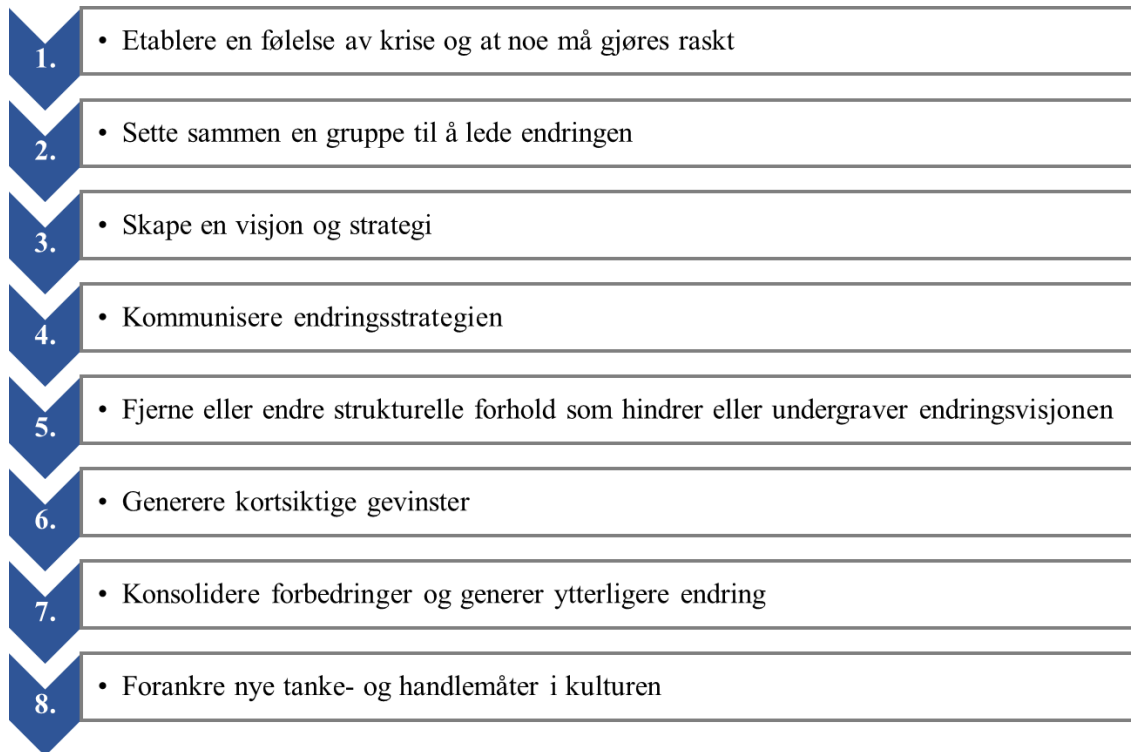 1. • Etablere en følelse av krise og at noe må gjøres raskt
2. • Sette sammen en gruppe til å lede endringen
3. • Skape en visjon og strategi
4. • Kommunisere endringsstrategien
5. • Fjerne eller endre strukturelle forhold som hindrer eller undergraver endringsvisjonen
6. • Generere kortsiktige gevinster
7. • Konsolidere forbedringer og generer ytterligere endring
8. • Forankre nye tanke- og handlemåter i kulturen